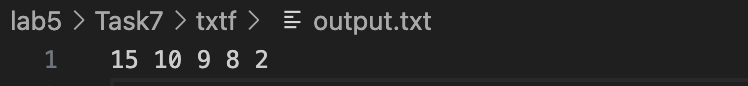 lab5 > Task7 > txtf > output.txt
1 15 10 9 8 2